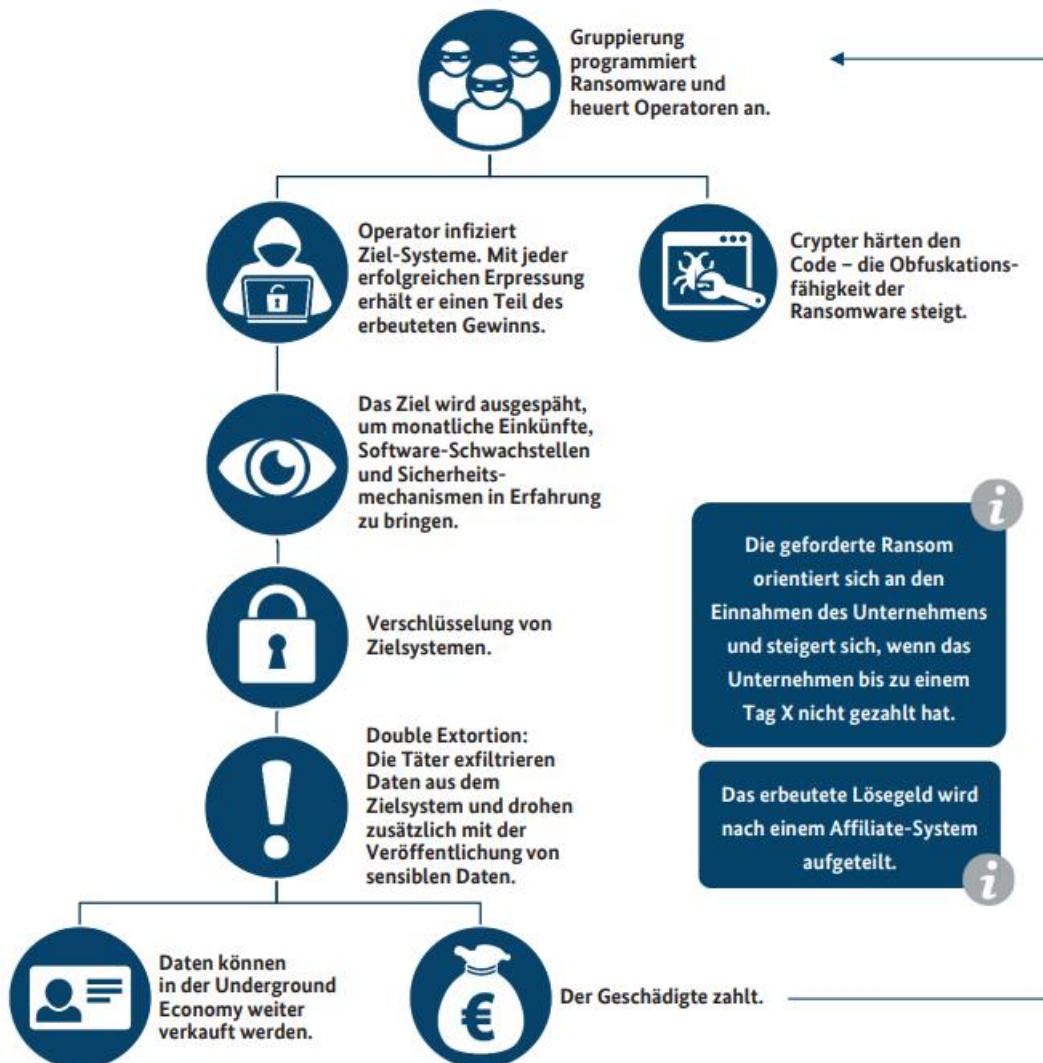 Gruppierung
programmiert
Ransomware und
heuert Operatoren an.
Operator infiziert
Ziel-Systeme. Mit jeder
erfolgreichen Erpressung
erhält er einen Teil des
erbeuteten Gewinns.
Crypter härten den
Code – die Obfuskations-
fähigkeit der
Ransomware steigt.
Das Ziel wird ausgespäht,
um monatliche Einkünfte,
Software-Schwachstellen
und Sicherheits-
mechanismen in Erfahrung
zu bringen.
i
Die geforderte Ransom
orientiert sich an den
Einnahmen des Unternehmens
und steigert sich, wenn das
Unternehmen bis zu einem
Tag X nicht gezahlt hat.
Verschlüsselung von
Zielsystemen.
Double Extortion:
Die Täter exfiltrieren
Daten aus dem
Zielsystem und drohen
zusätzlich mit der
Veröffentlichung von
sensiblen Daten.
Das erbeutete Lösegeld wird
nach einem Affiliate-System
aufgeteilt.
i
Daten können
in der Underground
Economy weiter
verkauft werden.
€
Der Geschädigte zahlt.